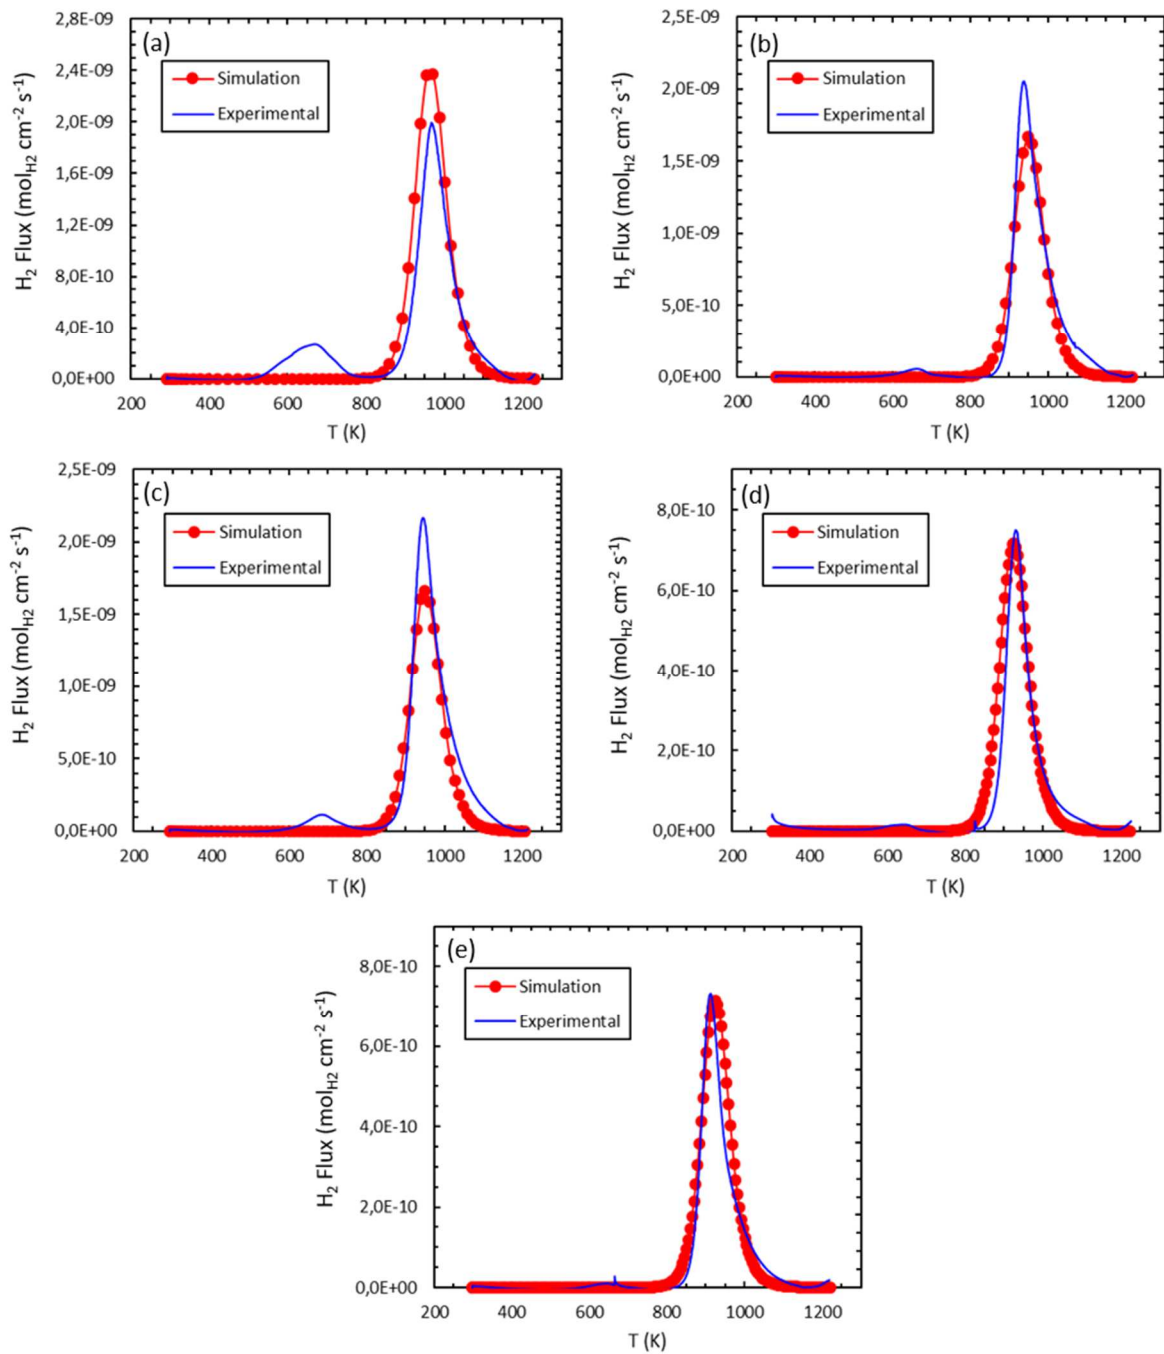 (a)
Simulation
Experimental
H2 Flux (molH2 cm-2 s-1)
2,8E-09
2,4E-09
2,0E-09
1,6E-09
1,2E-09
8,0E-10
4,0E-10
0,0E+00
200 400 600 800 1000 1200
T (K)
(b)
Simulation
Experimental
H2 Flux (molH2 cm-2 s-1)
2,5E-09
2,0E-09
1,5E-09
1,0E-09
5,0E-10
0,0E+00
200 400 600 800 1000 1200
T (K)
(c)
Simulation
Experimental
H2 Flux (molH2 cm-2 s-1)
2,5E-09
2,0E-09
1,5E-09
1,0E-09
5,0E-10
0,0E+00
200 400 600 800 1000 1200
T (K)
(d)
Simulation
Experimental
H2 Flux (molH2 cm-2 s-1)
8,0E-10
6,0E-10
4,0E-10
2,0E-10
0,0E+00
200 400 600 800 1000 1200
T (K)
(e)
Simulation
Experimental
H2 Flux (molH2 cm-2 s-1)
8,0E-10
6,0E-10
4,0E-10
2,0E-10
0,0E+00
200 400 600 800 1000 1200
T (K)